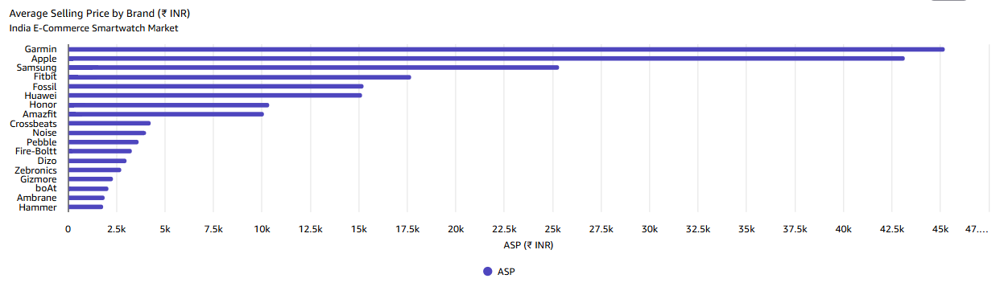 Average Selling Price by Brand (₹ INR)
India E-Commerce Smartwatch Market
Garmin
Apple
Samsung
Fitbit
Fossil
Huawei
Honor
Amazfit
Crossbeats
Noise
Pebble
Fire-Boltt
Dizo
Zebronics
Gizmore
boAt
Ambrane
Hammer
0 2.5k 5k 7.5k 10k 12.5k 15k 17.5k 20k 22.5k 25k 27.5k 30k 32.5k 35k 37.5k 40k 42.5k 45k 47....
ASP (₹ INR)
ASP